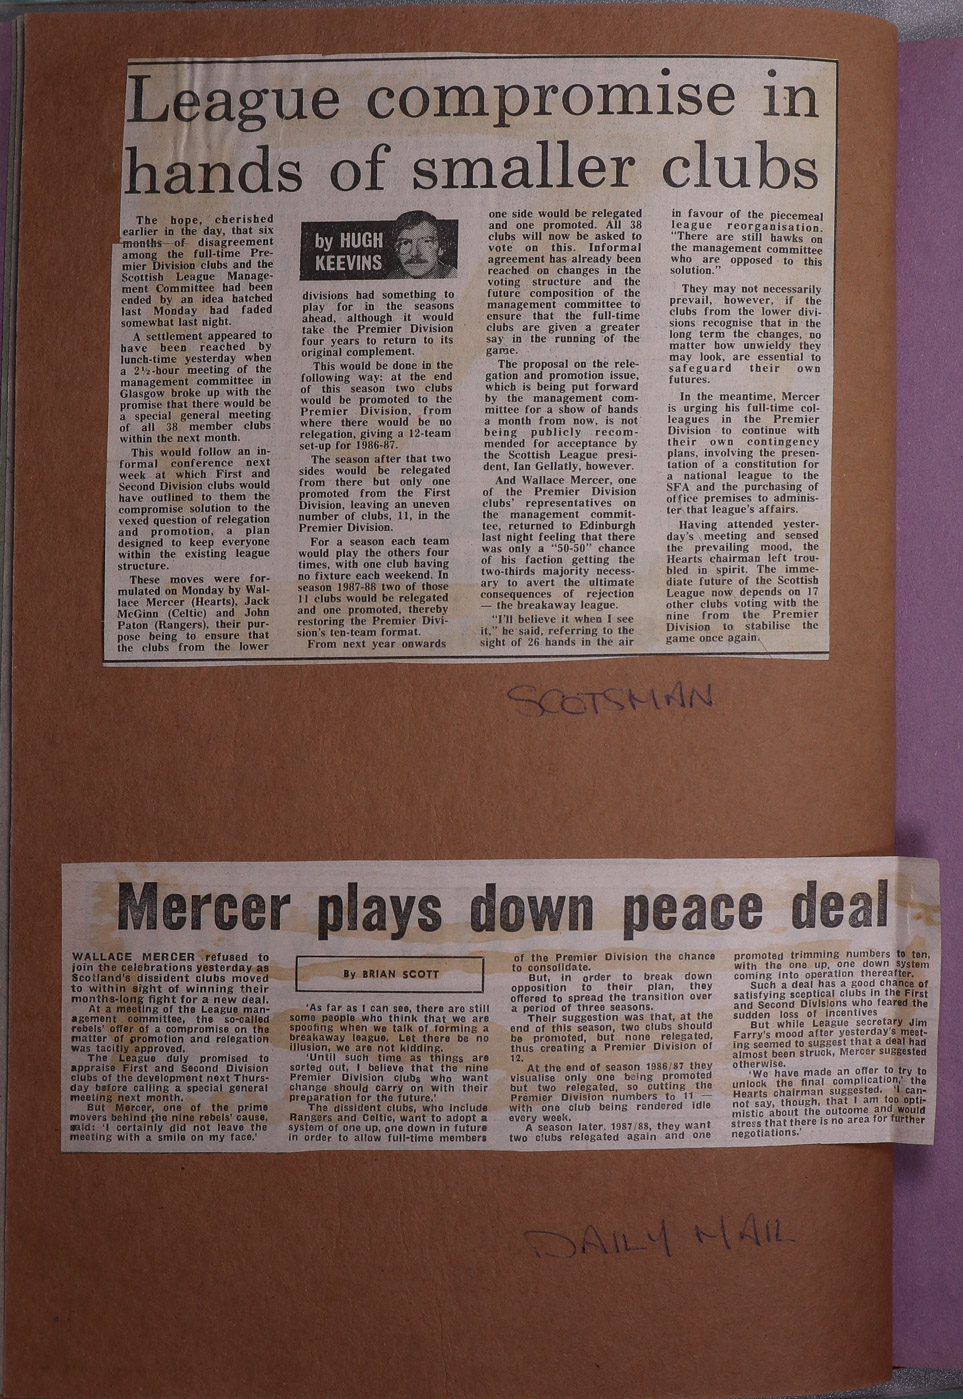 League compromise in
hands of smaller clubs
The hope, cherished
earlier in the day, that six
months of disagreement
among the full-time Pre-
mier Division clubs and the
Scottish League Manage-
ment Committee had been
ended by an idea hatched
last Monday had faded
somewhat last night.
A settlement appeared to
have been reached by
lunch-time yesterday when
a 2½-hour meeting of the
management committee in
Glasgow broke up with the
promise that there would be
a special general meeting
of all 38 member clubs
within the next month.
This would follow an in-
formal conference next
week at which First and
Second Division clubs would
have outlined to them the
compromise solution to the
vexed question of relegation
and promotion, a plan
designed to keep everyone
within the existing league
structure.
These moves were for-
mulated on Monday by Wal-
lace Mercer (Hearts), Jack
McGinn (Celtic) and John
Paton (Rangers), their pur-
pose being to ensure that
the clubs from the lower
by HUGH
KEEVINS
divisions had something to
play for in the seasons
ahead, although it would
take the Premier Division
four years to return to its
original complement.
This would be done in the
following way: at the end
of this season two clubs
would be promoted to the
Premier Division, from
where there would be no
relegation, giving a 12-team
set-up for 1986-87.
The season after that two
sides would be relegated
from there but only one
promoted from the First
Division, leaving an uneven
number of clubs, 11, in the
Premier Division.
For a season each team
would play the others four
times, with one club having
no fixture each weekend. In
season 1987-88 two of those
11 clubs would be relegated
and one promoted, thereby
restoring the Premier Divi-
sion's ten-team format.
From next year onwards
one side would be relegated
and one promoted. All 38
clubs will now be asked to
vote on this. Informal
agreement has already been
reached on changes in the
voting structure and the
future composition of the
management committee to
ensure that the full-time
clubs are given a greater
say in the running of the
game.
The proposal on the rele-
gation and promotion issue,
which is being put forward
by the management com-
mittee for a show of hands
a month from now, is not
being publicly recom-
mended for acceptance by
the Scottish League presi-
dent, Ian Gellatly, however.
And Wallace Mercer, one
of the Premier Division
clubs' representatives on
the management commit-
tee, returned to Edinburgh
last night feeling that there
was only a "50-50" chance
of his faction getting the
two-thirds majority necess-
ary to avert the ultimate
consequences of rejection
— the breakaway league.
"I'll believe it when I see
it," he said, referring to the
sight of 26 hands in the air
in favour of the piecemeal
league reorganisation.
"There are still hawks on
the management committee
who are opposed to this
solution."
They may not necessarily
prevail, however, if the
clubs from the lower divi-
sions recognise that in the
long term the changes, no
matter how unwieldy they
may look, are essential to
safeguard their own
futures.
In the meantime, Mercer
is urging his full-time col-
leagues in the Premier
Division to continue with
their own contingency
plans, involving the presen-
tation of a constitution for
a national league to the
SFA and the purchasing of
office premises to adminis-
ter that league's affairs.
Having attended yester-
day's meeting and sensed
the prevailing mood, the
Hearts chairman left trou-
bled in spirit. The imme-
diate future of the Scottish
League now depends on 17
other clubs voting with the
nine from the Premier
Division to stabilise the
game once again.
SCOTSMAN
Mercer plays down peace deal
WALLACE MERCER refused to
join the celebrations yesterday as
Scotland's dissident clubs moved
to within sight of winning their
months-long fight for a new deal.
At a meeting of the League man-
agement committee, the so-called
rebels' offer of a compromise on the
matter of promotion and relegation
was tacitly approved.
The League duly promised to
appraise First and Second Division
clubs of the development next Thurs-
day before calling a special general
meeting next month.
But Mercer, one of the prime
movers behind the nine rebels' cause,
said: 'I certainly did not leave the
meeting with a smile on my face.'
By BRIAN SCOTT
'As far as I can see, there are still
some people who think that we are
spoofing when we talk of forming a
breakaway league. Let there be no
illusion, we are not kidding.
'Until such time as things are
sorted out, I believe that the nine
Premier Division clubs who want
change should carry on with their
preparation for the future.'
The dissident clubs, who include
Rangers and Celtic, want to adopt a
system of one up, one down in future
in order to allow full-time members
of the Premier Division the chance
to consolidate.
But, in order to break down
opposition to their plan, they
offered to spread the transition over
a period of three seasons.
Their suggestion was that, at the
end of this season, two clubs should
be promoted, but none relegated,
thus creating a Premier Division of
12.
At the end of season 1986/87 they
visualise only one being promoted
but two relegated, so cutting the
Premier Division numbers to 11 —
with one club being rendered idle
every week.
A season later, 1987/88, they want
two clubs relegated again and one
promoted trimming numbers to ten,
with the one up, one down system
coming into operation thereafter.
Such a deal has a good chance of
satisfying sceptical clubs in the First
and Second Divisions who feared the
sudden loss of incentives
But while League secretary Jim
Farry's mood after yesterday's meet-
ing seemed to suggest that a deal had
almost been struck, Mercer suggested
otherwise.
'We have made an offer to try to
unlock the final complication,' the
Hearts chairman suggested. 'I can-
not say, though, that I am too opti-
mistic about the outcome and would
stress that there is no area for further
negotiations.'
DAILY MAIL